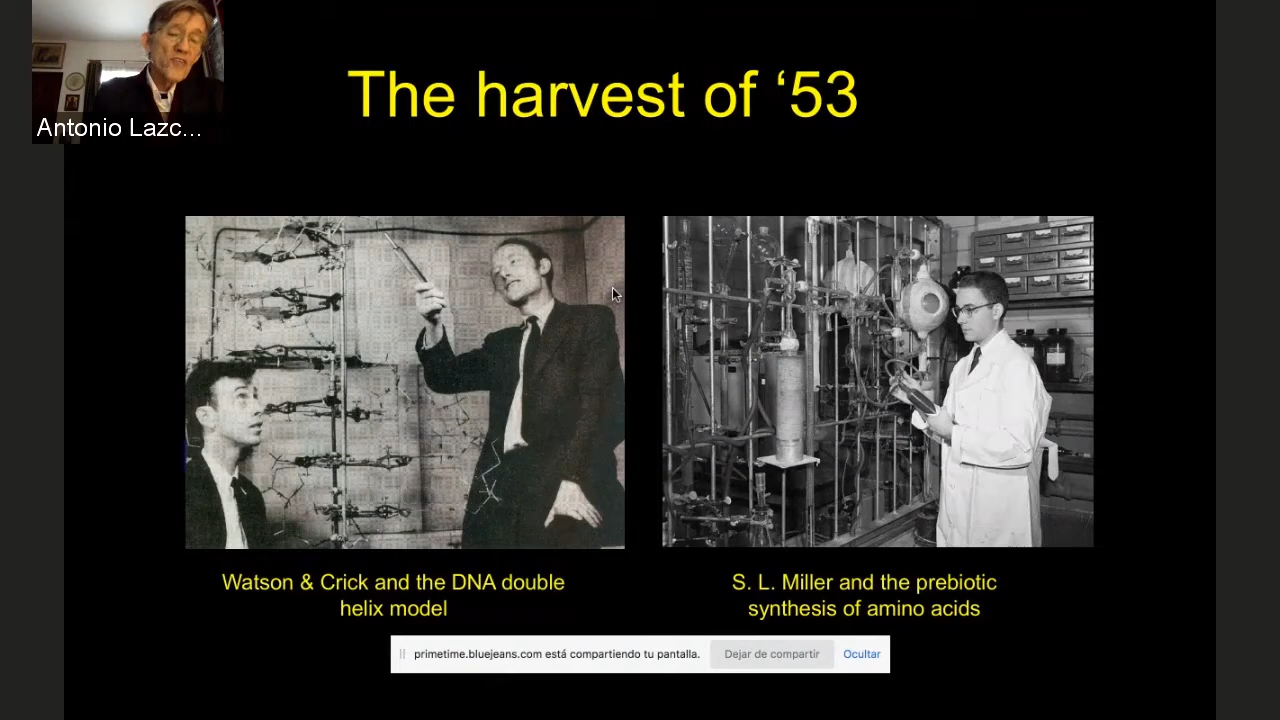 Antonio Lazc...
The harvest of ‘53
Watson & Crick and the DNA double
helix model
S. L. Miller and the prebiotic
synthesis of amino acids
primetime.bluejeans.com está compartiendo tu pantalla.
Dejar de compartir
Ocultar